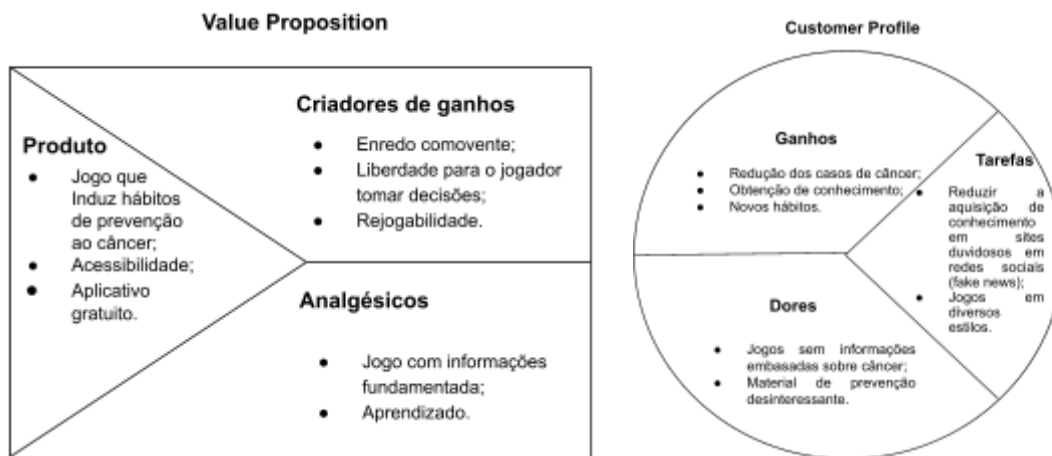 Value Proposition
Produto
● Jogo que
Induz hábitos
de prevenção
ao câncer;
● Acessibilidade;
● Aplicativo
gratuito.
Criadores de ganhos
● Enredo comovente;
● Liberdade para o jogador
tomar decisões;
● Rejogabilidade.
Analgésicos
● Jogo com informações
fundamentada;
● Aprendizado.
Customer Profile
Ganhos
● Redução dos casos de câncer;
● Obtenção de conhecimento;
● Novos hábitos.
Tarefas
● Reduzir a
aquisição de
conhecimento
em sites
duvidosos em
redes sociais
(fake news);
● Jogos em
diversos
estilos.
Dores
● Jogos sem informações
embasadas sobre câncer;
● Material de prevenção
desinteressante.